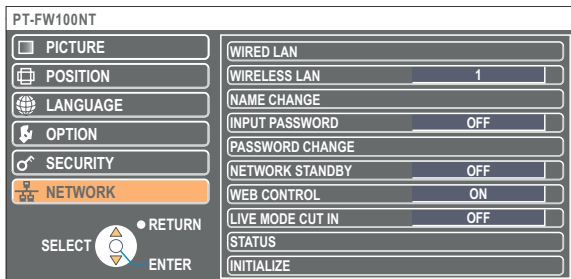 PT-FW100NT
PICTURE
POSITION
LANGUAGE
OPTION
SECURITY
NETWORK
RETURN
SELECT
ENTER
WIRED LAN
WIRELESS LAN 1
NAME CHANGE
INPUT PASSWORD OFF
PASSWORD CHANGE
NETWORK STANDBY OFF
WEB CONTROL ON
LIVE MODE CUT IN OFF
STATUS
INITIALIZE